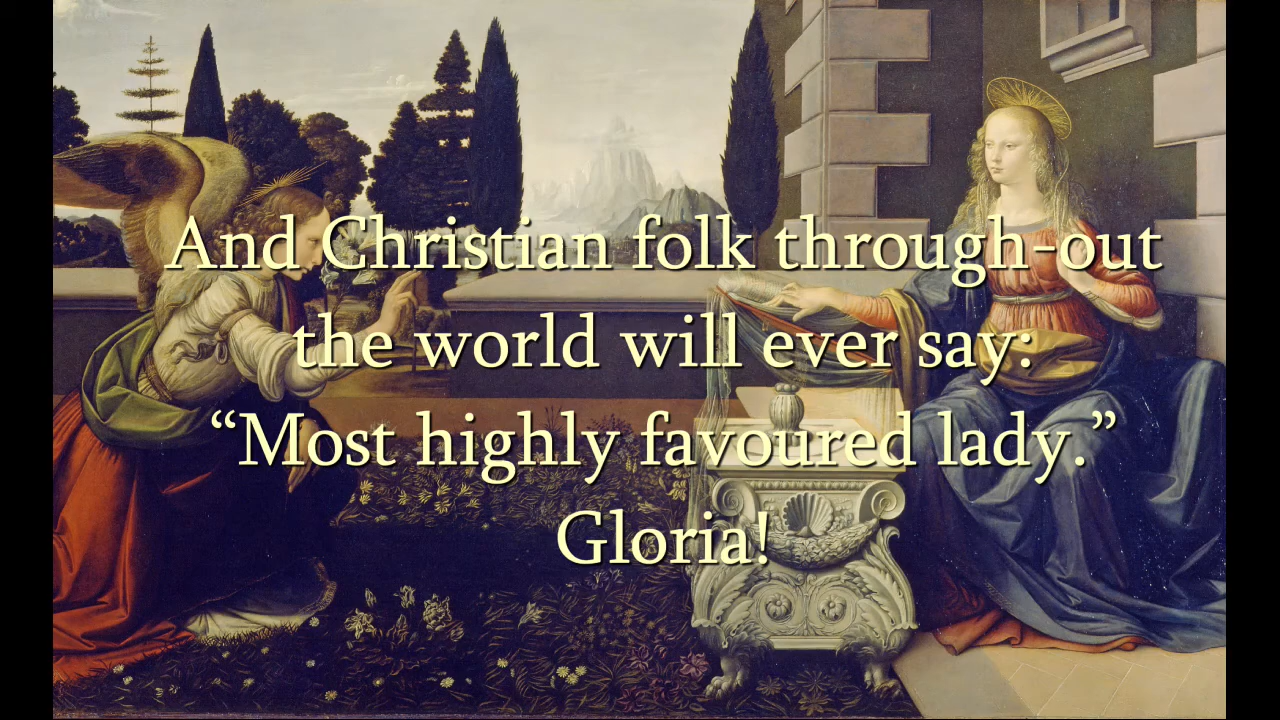 And Christian folk through-out
the world will ever say:
“Most highly favoured lady.”
Gloria!